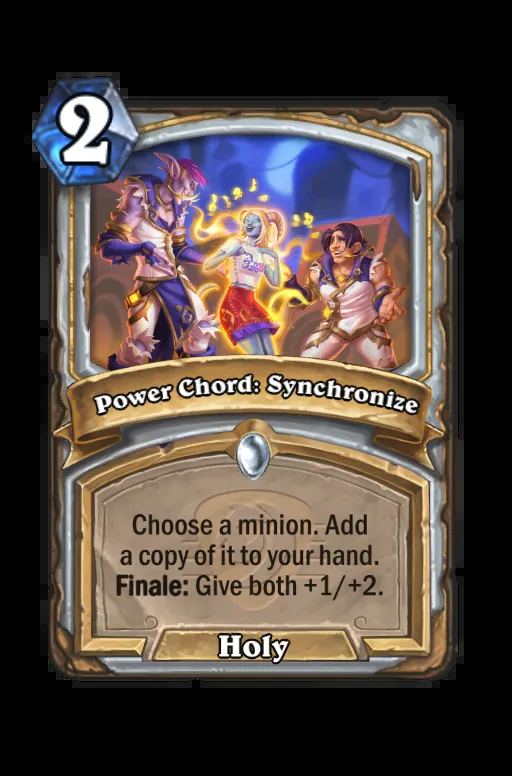 2
Power Chord: Synchronize
Choose a minion. Add
a copy of it to your hand.
Finale: Give both +1/+2.
Holy